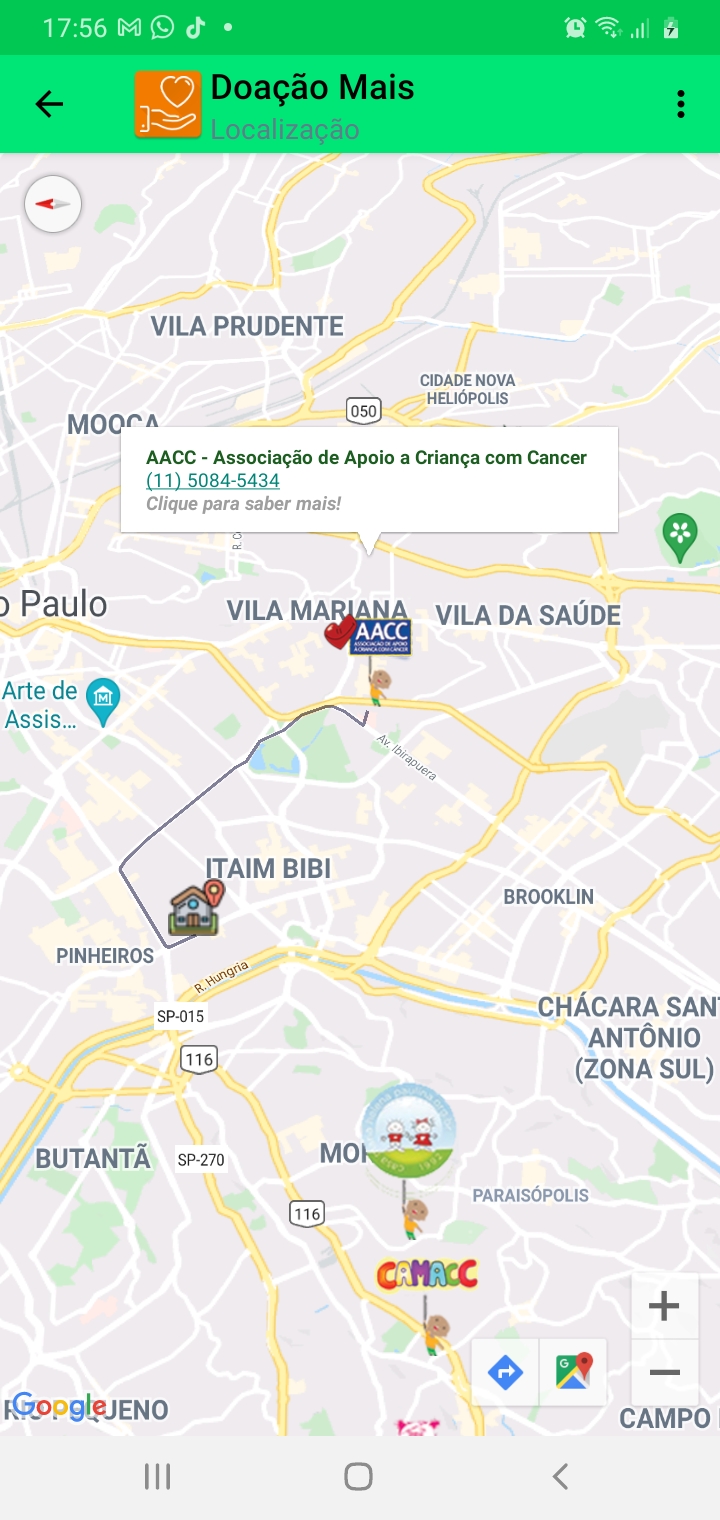 17:56
Doação Mais
Localização
VILA PRUDENTE
CIDADE NOVA
HELIÓPOLIS
050
MOOCA
AACC - Associação de Apoio a Criança com Cancer
(11) 5084-5434
Clique para saber mais!
o Paulo
VILA MARIANA
VILA DA SAÚDE
AACC
ASSOCIAÇÃO DE APOIO
À CRIANÇA COM CÂNCER
Arte de
Assis...
Av. Ibirapuera
ITAIM BIBI
BROOKLIN
PINHEIROS
R. Hungria
SP-015
CHÁCARA SAN
ANTÔNIO
(ZONA SUL)
116
BUTANTÃ
SP-270
MO
PARAISÓPOLIS
116
CAMACC
Google
UENO
CAMPO